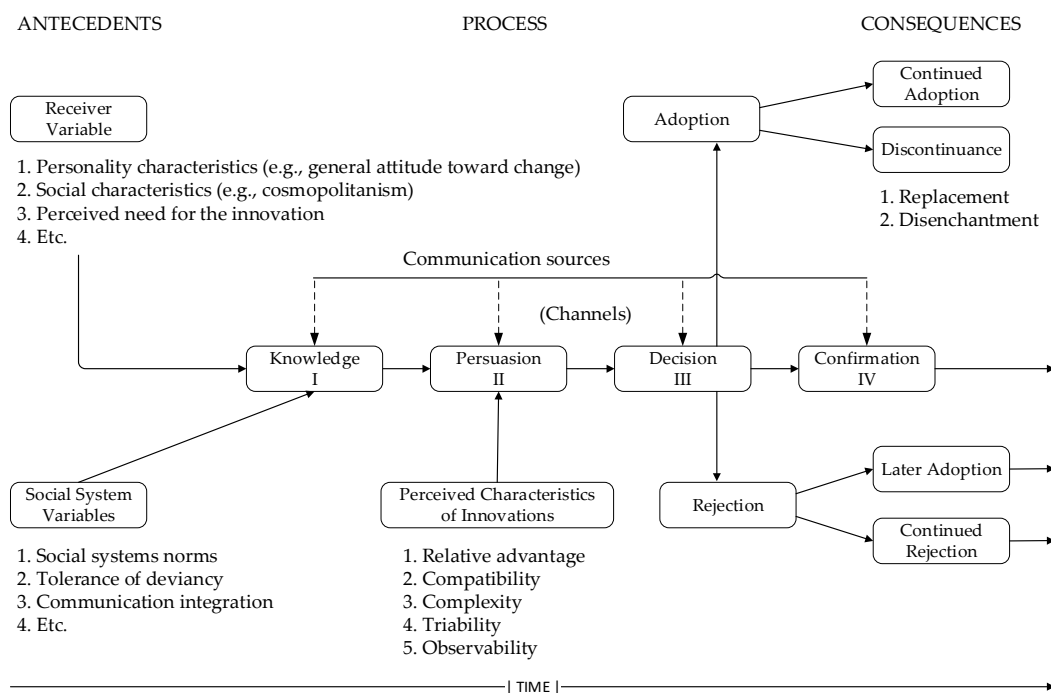 ANTECEDENTS
PROCESS
CONSEQUENCES
Receiver
Variable
1. Personality characteristics (e.g., general attitude toward change)
2. Social characteristics (e.g., cosmopolitanism)
3. Perceived need for the innovation
4. Etc.
Adoption
Continued
Adoption
Discontinuance
1. Replacement
2. Disenchantment
Communication sources
(Channels)
Knowledge
I
Persuasion
II
Decision
III
Confirmation
IV
Social System
Variables
1. Social systems norms
2. Tolerance of deviancy
3. Communication integration
4. Etc.
Perceived Characteristics
of Innovations
1. Relative advantage
2. Compatibility
3. Complexity
4. Triability
5. Observability
Rejection
Later Adoption
Continued
Rejection
| TIME |